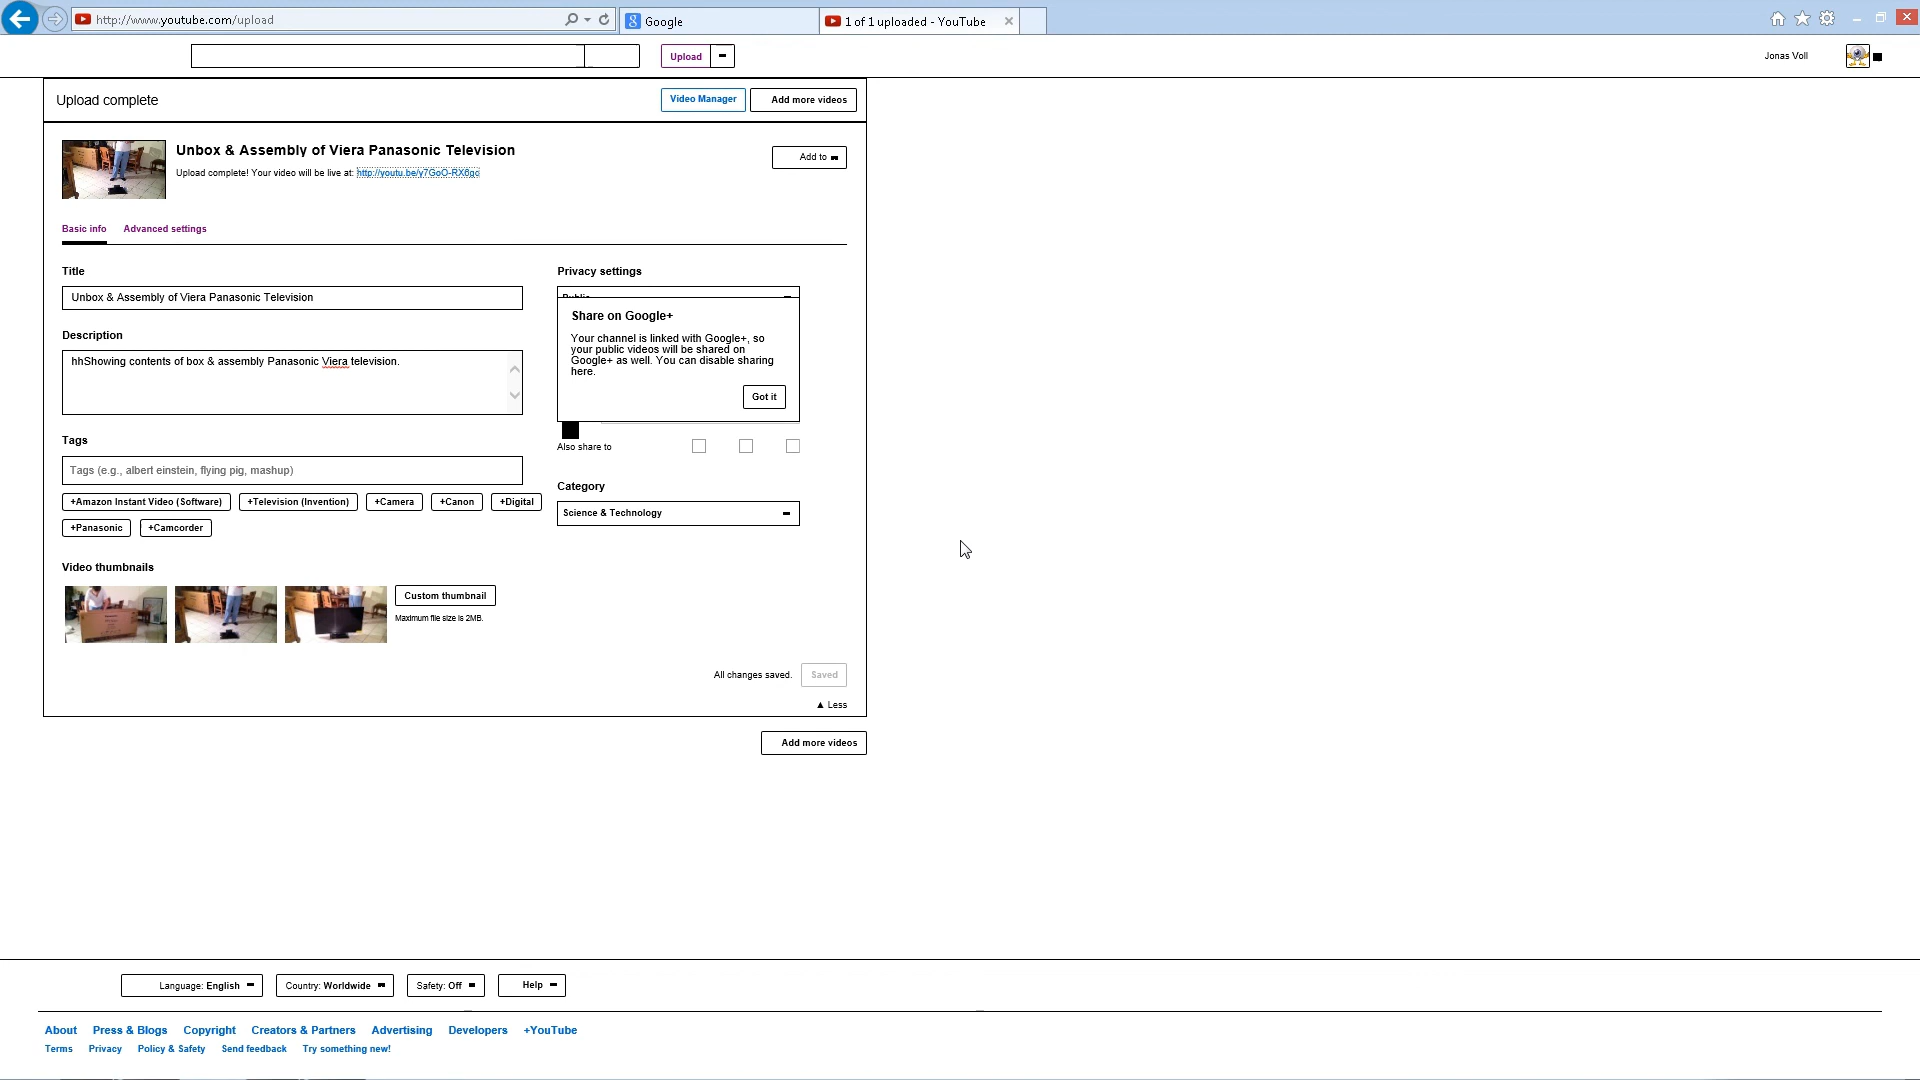 http://www.youtube.com/upload
Google
1 of 1 uploaded - YouTube
Upload
Jonas Voll
Upload complete
Video Manager
Add more videos
Unbox & Assembly of Viera Panasonic Television
Upload complete! Your video will be live at: http://youtu.be/y7GoO-RX6gc
Add to
Basic info
Advanced settings
Title
Unbox & Assembly of Viera Panasonic Television
Description
hhShowing contents of box & assembly Panasonic Viera television.
Tags
Tags (e.g., albert einstein, flying pig, mashup)
+Amazon Instant Video (Software)
+Television (Invention)
+Camera
+Canon
+Digital
+Panasonic
+Camcorder
Privacy settings
Public
Share on Google+
Your channel is linked with Google+, so
your public videos will be shared on
Google+ as well. You can disable sharing
here.
Got it
Also share to
Category
Science & Technology
Video thumbnails
Custom thumbnail
Maximum file size is 2MB.
All changes saved.
Saved
▲ Less
Add more videos
Language: English
Country: Worldwide
Safety: Off
Help
About
Press & Blogs
Copyright
Creators & Partners
Advertising
Developers
+YouTube
Terms
Privacy
Policy & Safety
Send feedback
Try something new!